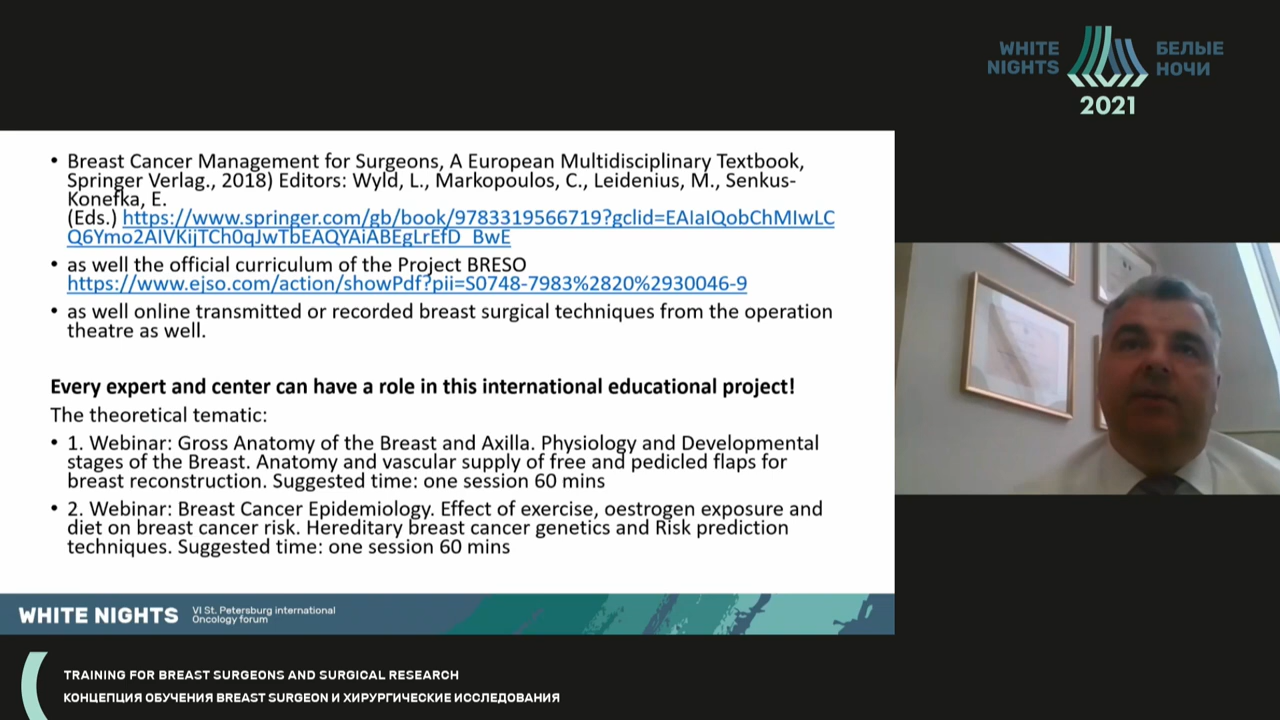 WHITE NIGHTS
БЕЛЫЕ НОЧИ
2021
• Breast Cancer Management for Surgeons, A European Multidisciplinary Textbook,
Springer Verlag., 2018) Editors: Wyld, L., Markopoulos, C., Leidenius, M., Senkus-
Konefka, E.
(Eds.) https://www.springer.com/gb/book/9783319566719?gclid=EAIaIQobChMIwLC
Q6Ymo2AIVKijTCh0qJwTbEAQYAiABEgLrEfD_BwE
• as well the official curriculum of the Project BRESO
https://www.ejso.com/action/showPdf?pii=S0748-7983%2820%2930046-9
• as well online transmitted or recorded breast surgical techniques from the operation
theatre as well.
Every expert and center can have a role in this international educational project!
The theoretical tematic:
• 1. Webinar: Gross Anatomy of the Breast and Axilla. Physiology and Developmental
stages of the Breast. Anatomy and vascular supply of free and pedicled flaps for
breast reconstruction. Suggested time: one session 60 mins
• 2. Webinar: Breast Cancer Epidemiology. Effect of exercise, oestrogen exposure and
diet on breast cancer risk. Hereditary breast cancer genetics and Risk prediction
techniques. Suggested time: one session 60 mins
WHITE NIGHTS
VI St. Petersburg international
Oncology forum
TRAINING FOR BREAST SURGEONS AND SURGICAL RESEARCH
КОНЦЕПЦИЯ ОБУЧЕНИЯ BREAST SURGEON И ХИРУРГИЧЕСКИЕ ИССЛЕДОВАНИЯ